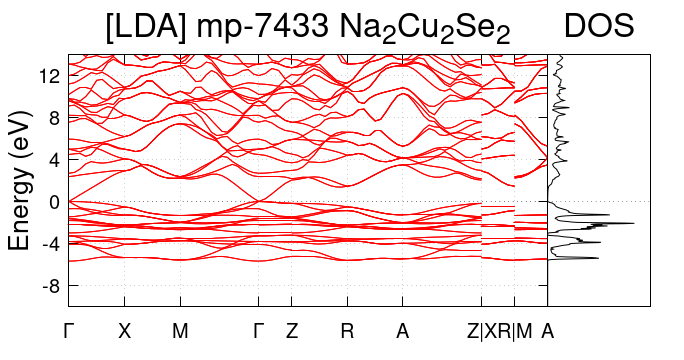 [LDA] mp-7433 Na₂Cu₂Se₂ DOS
Energy (eV)
12
8
4
0
-4
-8
Γ X M Γ Z R A Z|XR|M A